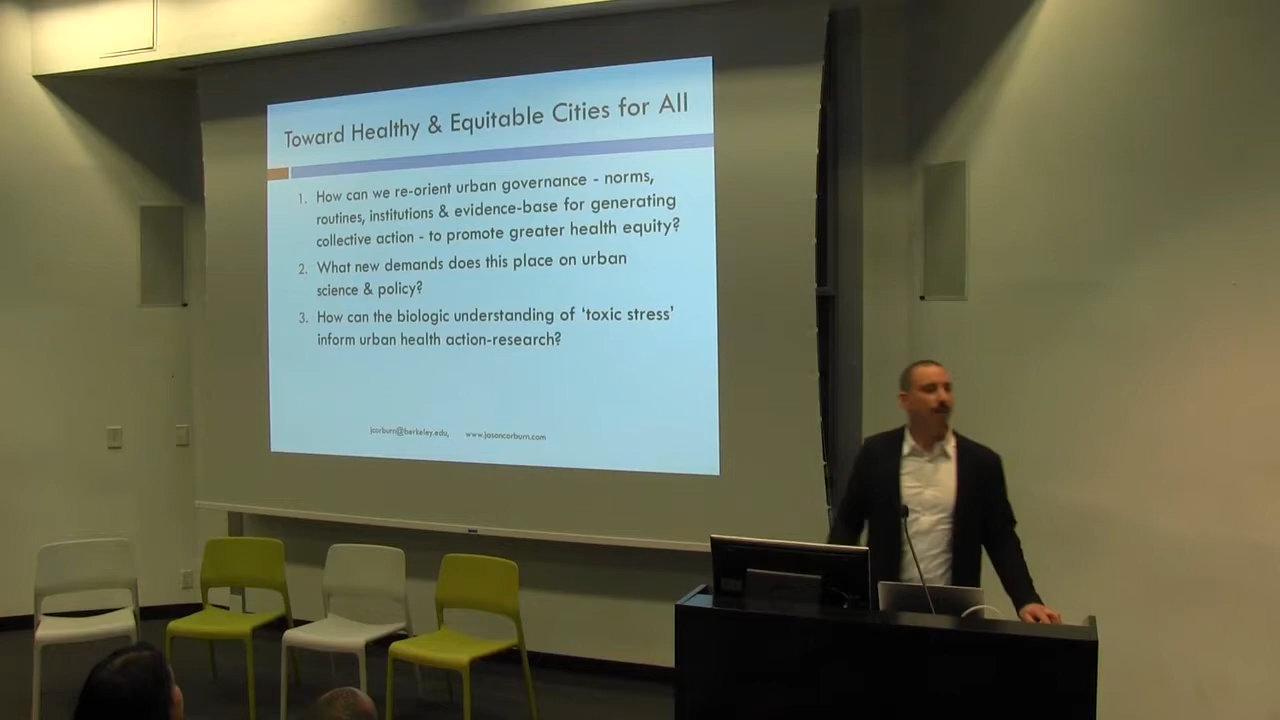 Toward Healthy & Equitable Cities for All
1. How can we re-orient urban governance - norms,
routines, institutions & evidence-base for generating
collective action - to promote greater health equity?
2. What new demands does this place on urban
science & policy?
3. How can the biologic understanding of ‘toxic stress’
inform urban health action-research?
jcorburn@berkeley.edu, www.jasoncorburn.com